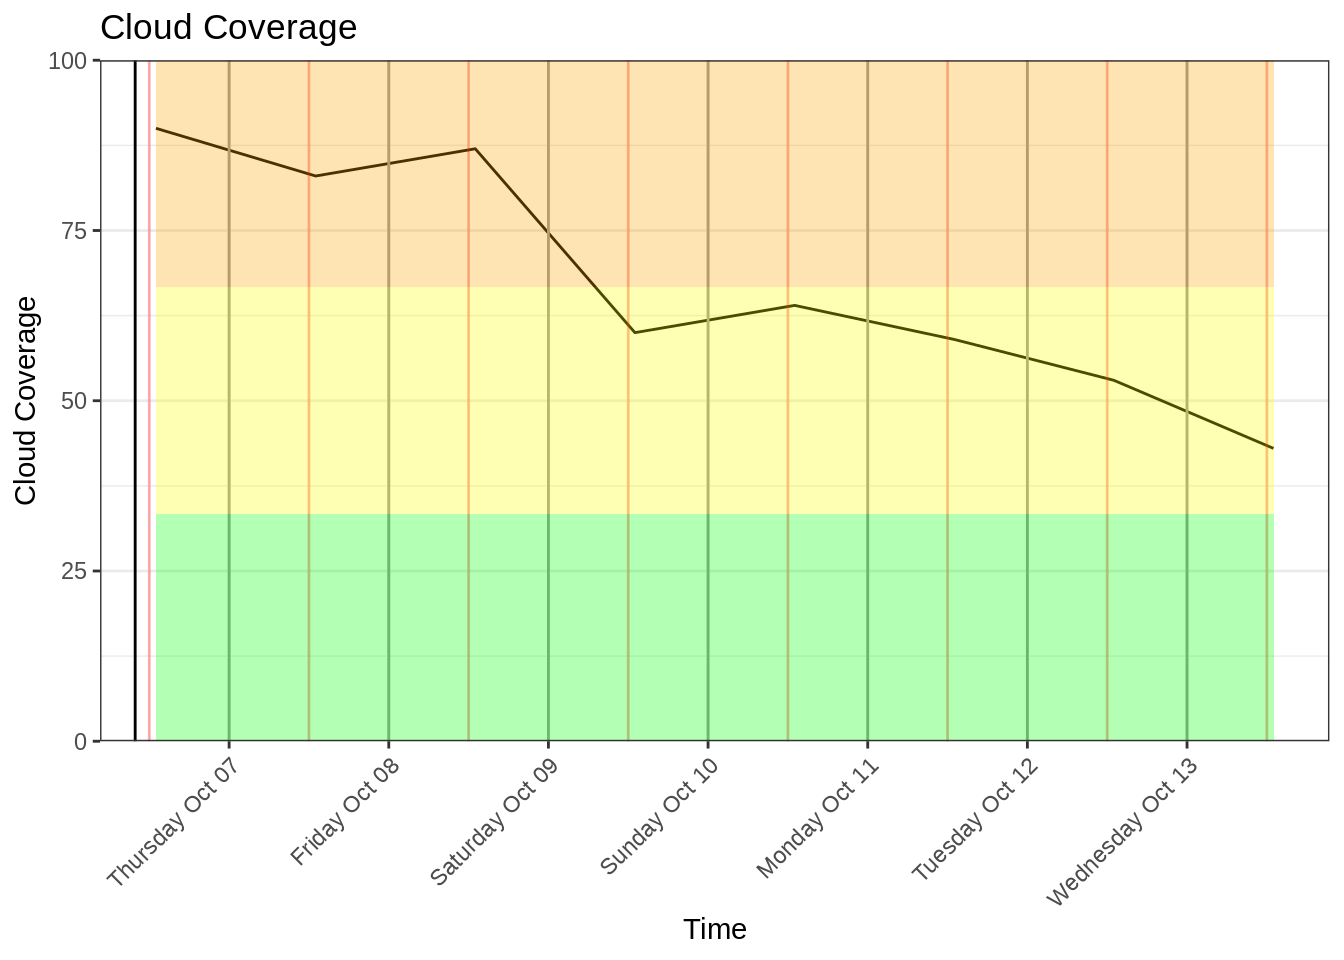 Cloud Coverage
Cloud Coverage
100
75
50
25
0
Thursday Oct 07
Friday Oct 08
Saturday Oct 09
Sunday Oct 10
Monday Oct 11
Tuesday Oct 12
Wednesday Oct 13
Time